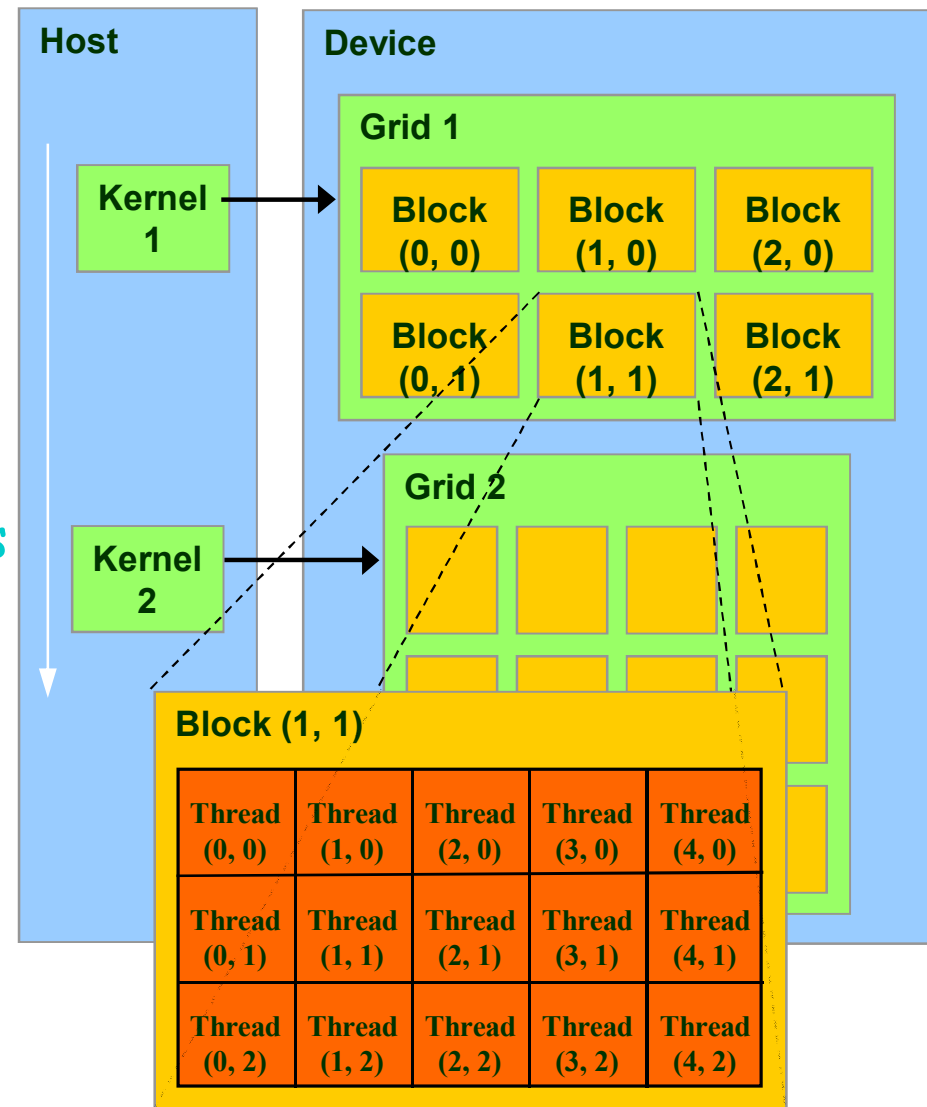 Host
Device
Grid 1
Kernel
1
Block
(0, 0)
Block
(1, 0)
Block
(2, 0)
Block
(0, 1)
Block
(1, 1)
Block
(2, 1)
Grid 2
s
Kernel
2
Block (1, 1)
Thread
(0, 0)
Thread
(1, 0)
Thread
(2, 0)
Thread
(3, 0)
Thread
(4, 0)
Thread
(0, 1)
Thread
(1, 1)
Thread
(2, 1)
Thread
(3, 1)
Thread
(4, 1)
Thread
(0, 2)
Thread
(1, 2)
Thread
(2, 2)
Thread
(3, 2)
Thread
(4, 2)